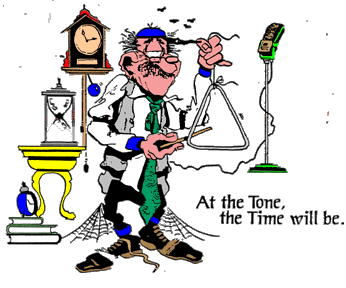 At the Tone,
the Time will be.